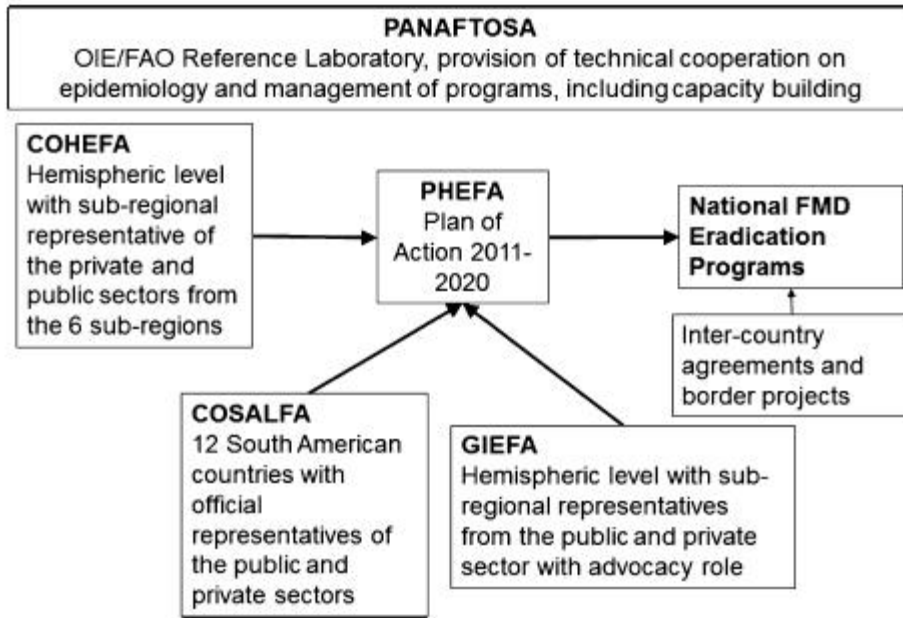 PANAFTOSA
OIE/FAO Reference Laboratory, provision of technical cooperation on
epidemiology and management of programs, including capacity building
COHEFA
Hemispheric level
with sub-regional
representative of
the private and
public sectors from
the 6 sub-regions
PHEFA
Plan of
Action 2011-
2020
National FMD
Eradication
Programs
Inter-country
agreements and
border projects
COSALFA
12 South American
countries with
official
representatives of
the public and
private sectors
GIEFA
Hemispheric level with sub-
regional representatives
from the public and private
sector with advocacy role